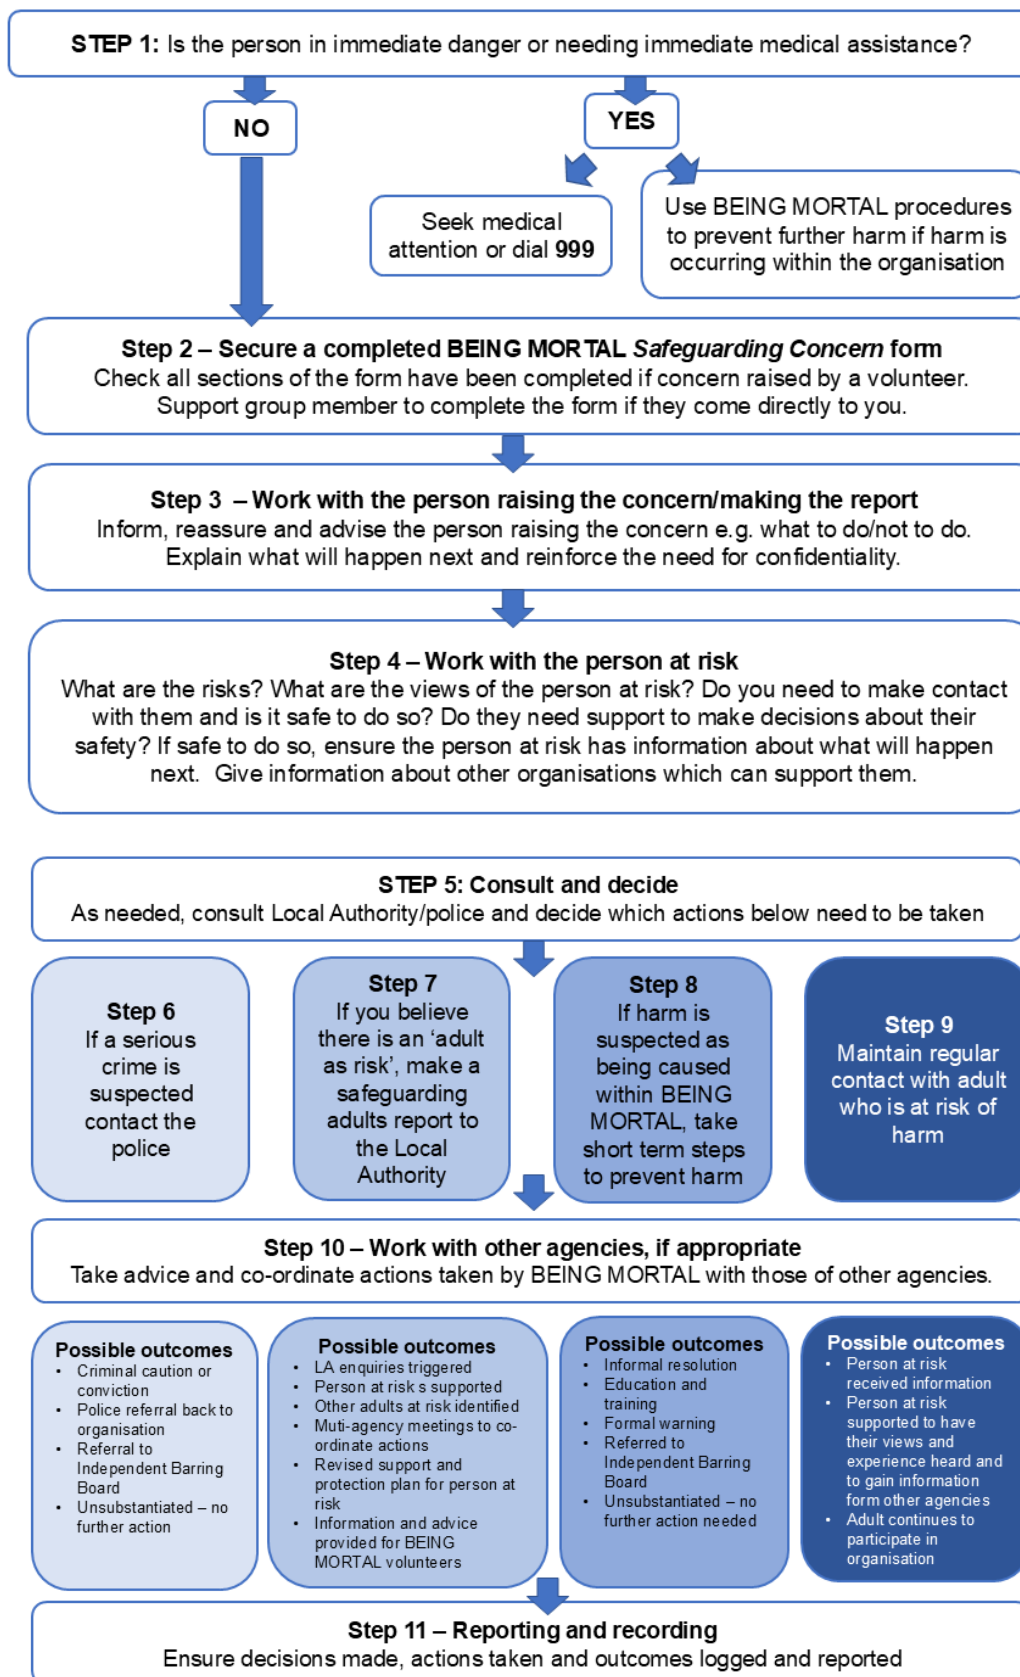 STEP 1: Is the person in immediate danger or needing immediate medical assistance?
NO
YES
Seek medical
attention or dial 999
Use BEING MORTAL procedures
to prevent further harm if harm is
occurring within the organisation
Step 2 – Secure a completed BEING MORTAL Safeguarding Concern form
Check all sections of the form have been completed if concern raised by a volunteer.
Support group member to complete the form if they come directly to you.
Step 3 – Work with the person raising the concern/making the report
Inform, reassure and advise the person raising the concern e.g. what to do/not to do.
Explain what will happen next and reinforce the need for confidentiality.
Step 4 – Work with the person at risk
What are the risks? What are the views of the person at risk? Do you need to make contact
with them and is it safe to do so? Do they need support to make decisions about their
safety? If safe to do so, ensure the person at risk has information about what will happen
next. Give information about other organisations which can support them.
STEP 5: Consult and decide
As needed, consult Local Authority/police and decide which actions below need to be taken
Step 6
If a serious
crime is
suspected
contact the
police
Step 7
If you believe
there is an ‘adult
as risk’, make a
safeguarding
adults report to
the Local
Authority
Step 8
If harm is
suspected as
being caused
within BEING
MORTAL, take
short term steps
to prevent harm
Step 9
Maintain regular
contact with adult
who is at risk of
harm
Step 10 – Work with other agencies, if appropriate
Take advice and co-ordinate actions taken by BEING MORTAL with those of other agencies.
Possible outcomes
• Criminal caution or
conviction
• Police referral back to
organisation
• Referral to
Independent Barring
Board
• Unsubstantiated – no
further action
Possible outcomes
• LA enquiries triggered
• Person at risk s supported
• Other adults at risk identified
• Muti-agency meetings to co-
ordinate actions
• Revised support and
protection plan for person at
risk
• Information and advice
provided for BEING
MORTAL volunteers
Possible outcomes
• Informal resolution
• Education and
training
• Formal warning
• Referred to
Independent Barring
Board
• Unsubstantiated – no
further action needed
Possible outcomes
• Person at risk
received information
• Person at risk
supported to have
their views and
experience heard and
to gain information
form other agencies
• Adult continues to
participate in
organisation
Step 11 – Reporting and recording
Ensure decisions made, actions taken and outcomes logged and reported